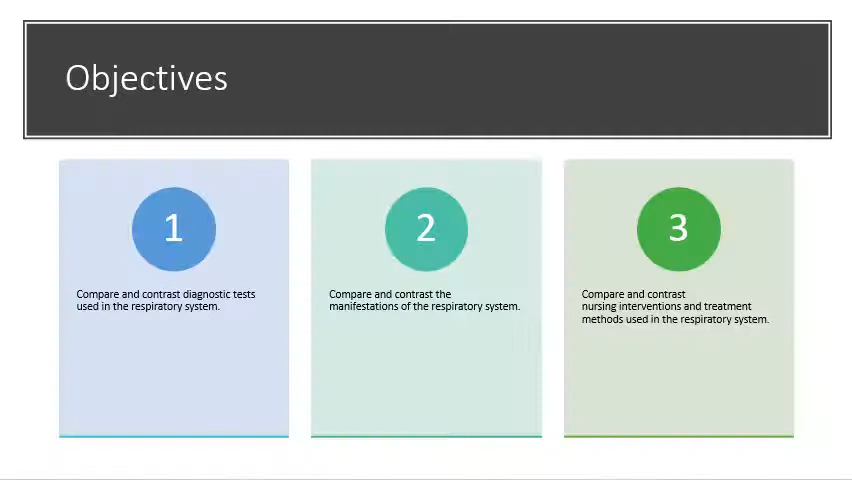 Objectives
1
Compare and contrast diagnostic tests
used in the respiratory system.
2
Compare and contrast the
manifestations of the respiratory system.
3
Compare and contrast
nursing interventions and treatment
methods used in the respiratory system.